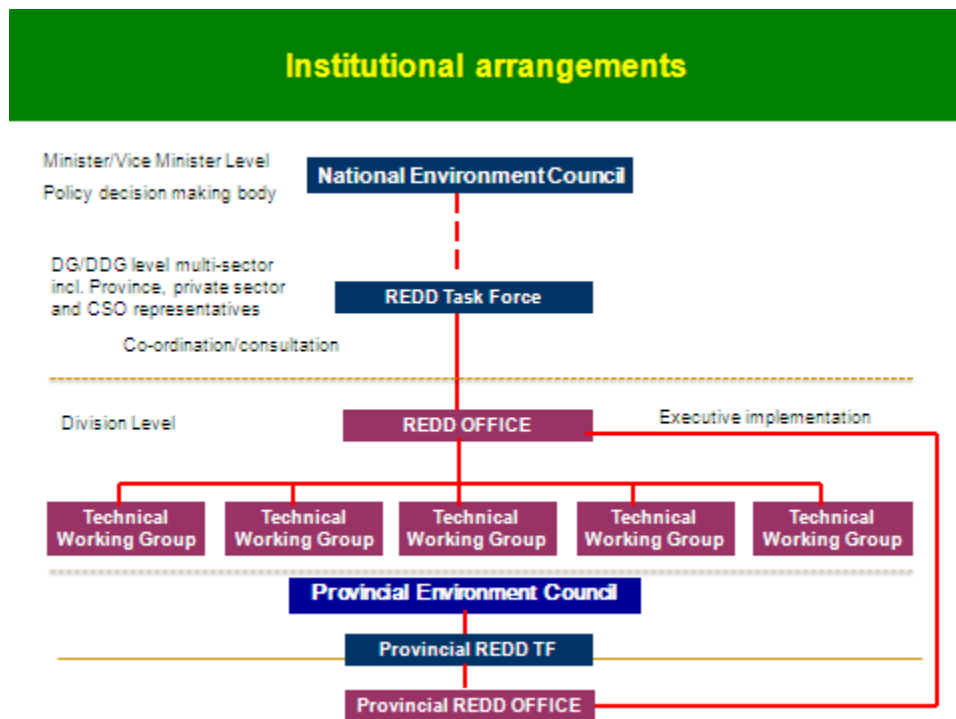 Institutional arrangements
Minister/Vice Minister Level
Policy decision making body
National Environment Council
DG/DDG level multi-sector
incl. Province, private sector
and CSO representatives
REDD Task Force
Co-ordination/consultation
Division Level
REDD OFFICE
Executive implementation
Technical
Working Group
Technical
Working Group
Technical
Working Group
Technical
Working Group
Technical
Working Group
Provincial Environment Council
Provincial REDD TF
Provincial REDD OFFICE